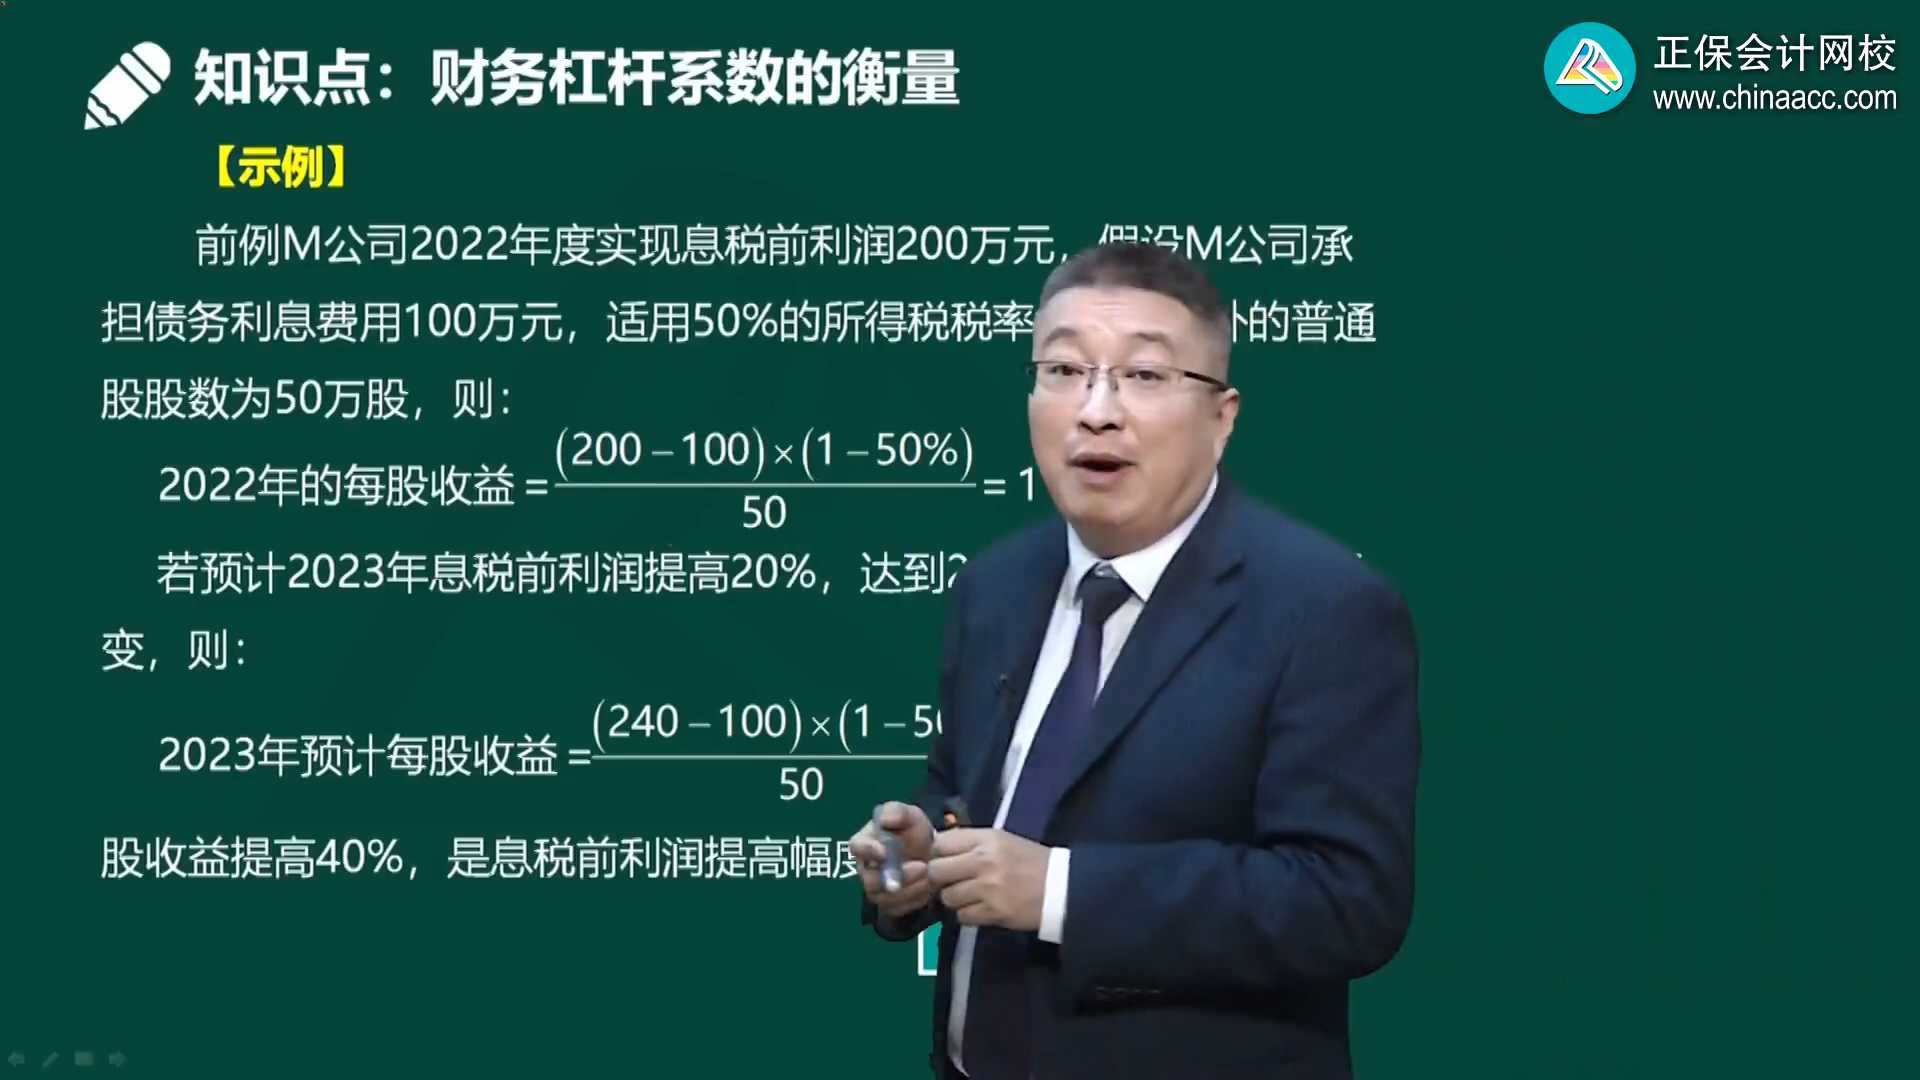 知识点：财务杠杆系数的衡量
正保会计网校
www.chinaacc.com
【示例】
前例M公司2022年度实现息税前利润200万元，假设M公司承
担债务利息费用100万元，适用50%的所得税税率 外的普通
股股数为50万股，则：
2022年的每股收益 = (200 - 100) × (1 - 50%) / 50 = 1
若预计2023年息税前利润提高20%，达到2
变，则：
2023年预计每股收益 = (240 - 100) × (1 - 50 / 50
股收益提高40%，是息税前利润提高幅度